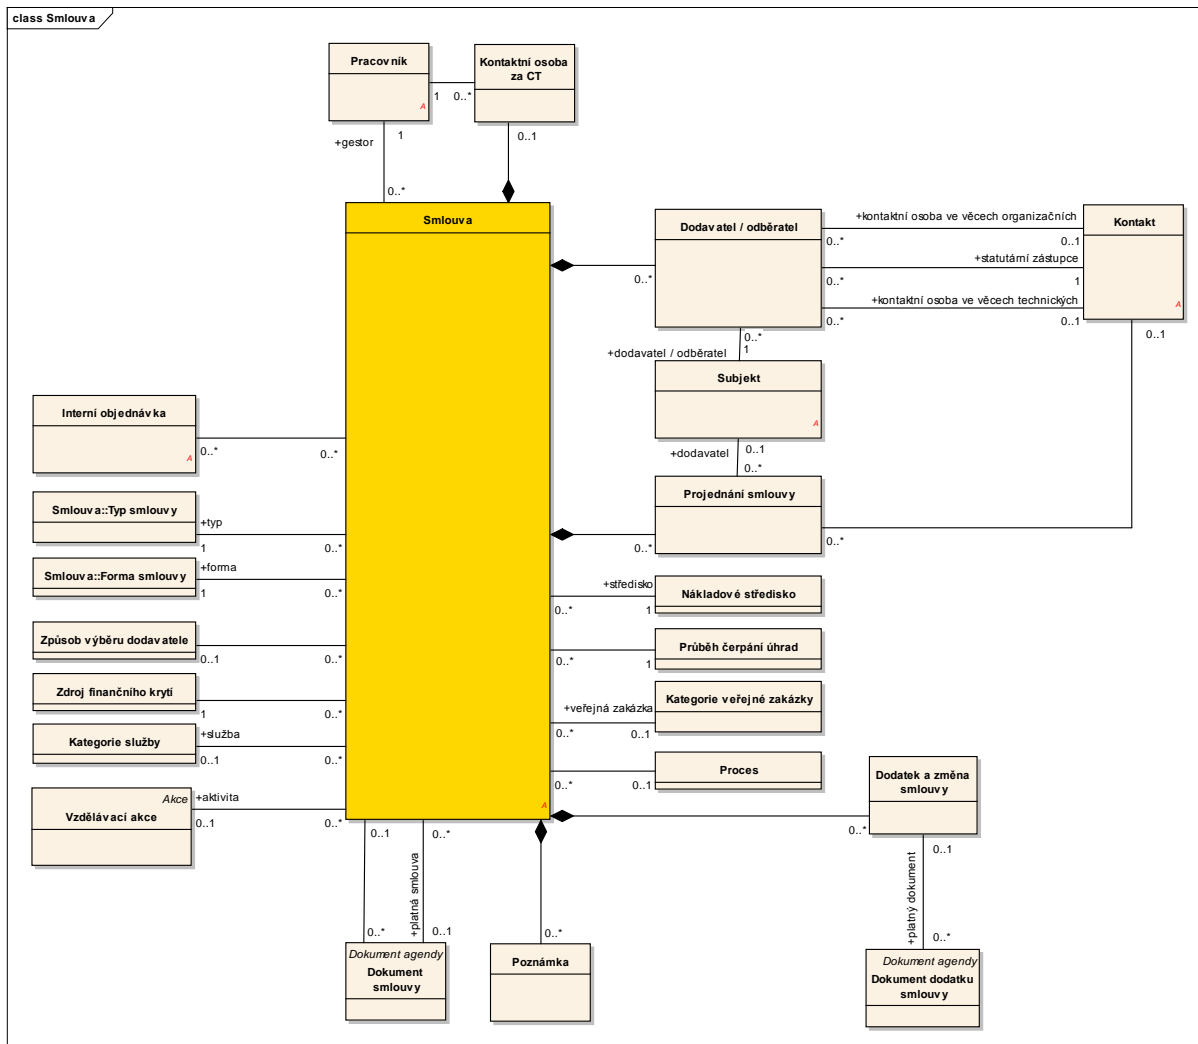 class Smlouva
Pracovník
A
Kontaktní osoba
za CT
1
0..*
+gestor
1
0..1
0..*
Smlouva
A
Dodavatel / odběratel
0..*
+kontaktní osoba ve věcech organizačních
0..*
0..1
+statutární zástupce
0..*
1
+kontaktní osoba ve věcech technických
0..*
0..1
Kontakt
A
0..1
0..*
+dodavatel / odběratel
1
Subjekt
A
+dodavatel
0..1
0..*
Projednání smlouvy
0..*
0..*
Interní objednávka
A
0..*
0..*
Smlouva::Typ smlouvy
+typ
1
0..*
Smlouva::Forma smlouvy
+forma
1
0..*
Způsob výběru dodavatele
0..1
0..*
Zdroj finančního krytí
1
0..*
Kategorie služby
+služba
0..1
0..*
Akce
Vzdělávací akce
+aktivita
0..1
0..*
+středisko
0..*
1
Nákladové středisko
0..*
1
Průběh čerpání úhrad
+veřejná zakázka
0..*
0..1
Kategorie veřejné zakázky
0..*
0..1
Proces
Dodatek a změna
smlouvy
0..*
0..1
+platný dokument
0..*
Dokument agendy
Dokument dodatku
smlouvy
0..1
0..*
+platná smlouva
0..*
0..1
Dokument agendy
Dokument
smlouvy
0..*
Poznámka